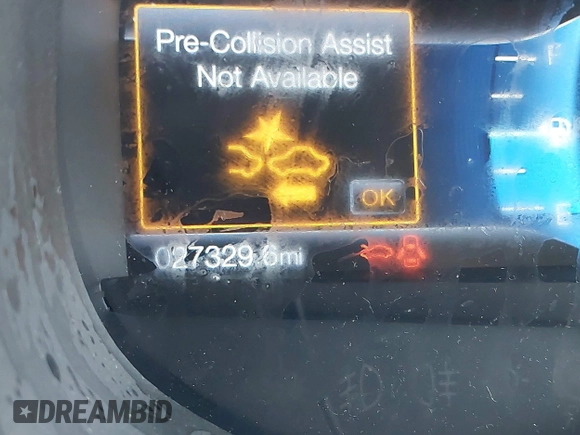 Pre-Collision Assist
Not Available
OK
027329.6mi
F
E
DREAMBID